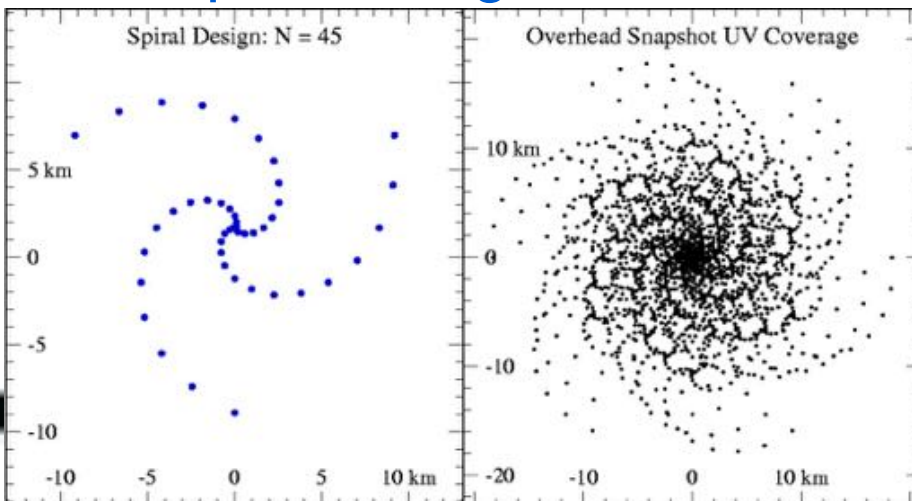 Spiral Design: N = 45
5 km
0
-5
-10
-10 -5 0 5 10 km
Overhead Snapshot UV Coverage
10 km
0
-10
-20
-10 0 10 km